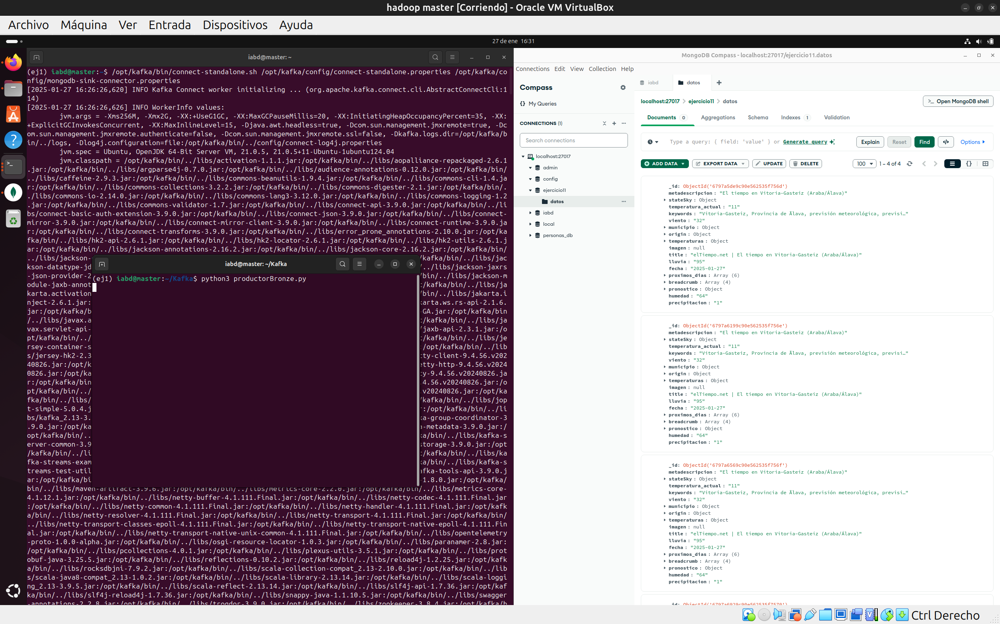 hadoop master [Corriendo] - Oracle VM VirtualBox
Archivo Máquina Ver Entrada Dispositivos Ayuda
27 de ene 16:31
iabd@master: ~
(ej1) iabd@master:~$ /opt/kafka/bin/connect-standalone.sh /opt/kafka/config/connect-standalone.properties /opt/kafka/co
nfig/mongodb-sink-connector.properties
[2025-01-27 16:26:26,620] INFO Kafka Connect worker initializing ... (org.apache.kafka.connect.cli.AbstractConnectCli:1
14)
[2025-01-27 16:26:26,626] INFO WorkerInfo values:
jvm.args = -Xms256M, -Xmx2G, -XX:+UseG1GC, -XX:MaxGCPauseMillis=20, -XX:InitiatingHeapOccupancyPercent=35, -XX:
+ExplicitGCInvokesConcurrent, -XX:MaxInlineLevel=15, -Djava.awt.headless=true, -Dcom.sun.management.jmxremote=true, -Dc
om.sun.management.jmxremote.authenticate=false, -Dcom.sun.management.jmxremote.ssl=false, -Dkafka.logs.dir=/opt/kafka/b
in/../logs, -Dlog4j.configuration=file:/opt/kafka/bin/../config/connect-log4j.properties
jvm.spec = Ubuntu, OpenJDK 64-Bit Server VM, 21.0.5, 21.0.5+11-Ubuntu-1ubuntu124.04
jvm.classpath = /opt/kafka/bin/../libs/activation-1.1.1.jar:/opt/kafka/bin/../libs/aopalliance-repackaged-2.6.1
.jar:/opt/kafka/bin/../libs/argparse4j-0.7.0.jar:/opt/kafka/bin/../libs/audience-annotations-0.12.0.jar:/opt/kafka/bin/
../libs/caffeine-2.9.3.jar:/opt/kafka/bin/../libs/commons-beanutils-1.9.4.jar:/opt/kafka/bin/../libs/commons-cli-1.4.ja
r:/opt/kafka/bin/../libs/commons-collections-3.2.2.jar:/opt/kafka/bin/../libs/commons-digester-2.1.jar:/opt/kafka/bin/.
./libs/commons-io-2.14.0.jar:/opt/kafka/bin/../libs/commons-lang3-3.12.0.jar:/opt/kafka/bin/../libs/commons-logging-1.2
.jar:/opt/kafka/bin/../libs/commons-validator-1.7.jar:/opt/kafka/bin/../libs/connect-api-3.9.0.jar:/opt/kafka/bin/../li
bs/connect-basic-auth-extension-3.9.0.jar:/opt/kafka/bin/../libs/connect-json-3.9.0.jar:/opt/kafka/bin/../libs/connect-
mirror-3.9.0.jar:/opt/kafka/bin/../libs/connect-mirror-client-3.9.0.jar:/opt/kafka/bin/../libs/connect-runtime-3.9.0.ja
r:/opt/kafka/bin/../libs/connect-transforms-3.9.0.jar:/opt/kafka/bin/../libs/error_prone_annotations-2.10.0.jar:/opt/ka
fka/bin/../libs/hk2-api-2.6.1.jar:/opt/kafka/bin/../libs/hk2-locator-2.6.1.jar:/opt/kafka/bin/../libs/hk2-utils-2.6.1.j
ar:/opt/kafka/bin/../libs/jackson-annotations-2.16.2.jar:/opt/kafka/bin/../libs/jackson-core-2.16.2.jar:/opt/kafka/bin/
../libs/jackson- /kafka/bin/../libs/jac
kson-datatype-jd t/kafka/bin/../libs/jackson-jaxrs
-json-provider-2 /bin/../libs/jackson-m
odule-jaxb-annot t/kafka/bin/../libs/ja
karta.activation /bin/../libs/jakarta.i
nject-2.6.1.jar: karta.ws.rs-api-2.1.6.
jar:/opt/kafka/b -GA.jar:/opt/kafka/bin
/../libs/javax.a t/kafka/bin/../libs/ja
vax.servlet-api- /jaxb-api-2.3.1.jar:/o
pt/kafka/bin/../ t/kafka/bin/../libs/je
rsey-container-s :/opt/kafka/bin/../lib
s/jersey-hk2-2.3 tty-client-9.4.56.v202
40826.jar:/opt/k etty-http-9.4.56.v2024
0826.jar:/opt/ka ty-9.4.56.v20240826.ja
r:/opt/kafka/bin 4.56.v20240826.jar:/o
pt/kafka/bin/../ .v20240826.jar:/opt/ka
fka/bin/../libs/ /kafka/bin/../libs/jop
t-simple-5.0.4.j r:/opt/kafka/bin/../li
bs/kafka_2.13-3. ka-group-coordinator-3
.9.0.jar:/opt/ka a-metadata-3.9.0.jar:/
opt/kafka/bin/.. ka/bin/../libs/kafka-s
erver-common-3.9 storage-3.9.0.jar:/opt
/kafka/bin/../li t/kafka/bin/../libs/ka
fka-streams-exam ka/bin/../libs/kafka-s
treams-test-util afka-tools-api-3.9.0.j
ar:/opt/kafka/bi -1.8.0.jar:/opt/kafka/
bin/../libs/maven-artifact-3.9.6.jar:/opt/kafka/bin/../libs/metrics-core-2.2.0.jar:/opt/kafka/bin/../libs/metrics-core-
4.1.12.1.jar:/opt/kafka/bin/../libs/netty-buffer-4.1.111.Final.jar:/opt/kafka/bin/../libs/netty-codec-4.1.111.Final.jar
:/opt/kafka/bin/../libs/netty-common-4.1.111.Final.jar:/opt/kafka/bin/../libs/netty-handler-4.1.111.Final.jar:/opt/kafk
a/bin/../libs/netty-resolver-4.1.111.Final.jar:/opt/kafka/bin/../libs/netty-transport-4.1.111.Final.jar:/opt/kafka/bin/
../libs/netty-transport-classes-epoll-4.1.111.Final.jar:/opt/kafka/bin/../libs/netty-transport-native-epoll-4.1.111.Fin
al.jar:/opt/kafka/bin/../libs/netty-transport-native-unix-common-4.1.111.Final.jar:/opt/kafka/bin/../libs/opentelemetry
-proto-1.0.0-alpha.jar:/opt/kafka/bin/../libs/osgi-resource-locator-1.0.3.jar:/opt/kafka/bin/../libs/paranamer-2.8.jar:
/opt/kafka/bin/../libs/pcollections-4.0.1.jar:/opt/kafka/bin/../libs/plexus-utils-3.5.1.jar:/opt/kafka/bin/../libs/prot
obuf-java-3.25.5.jar:/opt/kafka/bin/../libs/reflections-0.10.2.jar:/opt/kafka/bin/../libs/reload4j-1.2.25.jar:/opt/kafk
a/bin/../libs/rocksdbjni-7.9.2.jar:/opt/kafka/bin/../libs/scala-collection-compat_2.13-2.10.0.jar:/opt/kafka/bin/../lib
s/scala-java8-compat_2.13-1.0.2.jar:/opt/kafka/bin/../libs/scala-library-2.13.14.jar:/opt/kafka/bin/../libs/scala-loggi
ng_2.13-3.9.5.jar:/opt/kafka/bin/../libs/scala-reflect-2.13.14.jar:/opt/kafka/bin/../libs/slf4j-api-1.7.36.jar:/opt/kaf
ka/bin/../libs/slf4j-reload4j-1.7.36.jar:/opt/kafka/bin/../libs/snappy-java-1.1.10.5.jar:/opt/kafka/bin/../libs/swagger
-annotations-2.2.8.jar:/opt/kafka/bin/../libs/trogdor-3.9.0.jar:/opt/kafka/bin/../libs/zookeeper-3.8.4.jar:/opt/kafka/b
iabd@master: ~/Kafka
(ej1) iabd@master:~/Kafka$ python3 productorBronze.py
MongoDB Compass - localhost:27017/ejercicio11.datos
Connections Edit View Collection Help
Compass
{} My Queries
CONNECTIONS (1)
Search connections
localhost:27017
admin
config
ejercicio11
datos
iabd
local
personas_db
iabd
datos
localhost:27017 > ejercicio11 > datos
>_ Open MongoDB shell
Documents 0 Aggregations Schema Indexes 1 Validation
Type a query: { field: 'value' } or Generate query
Explain Reset Find </> Options
ADD DATA EXPORT DATA UPDATE DELETE
100 1 – 4 of 4 {}
_id: ObjectId('6797a5de9c90e562535f756d')
metadescripcion : "El tiempo en Vitoria-Gasteiz (Araba/Álava)"
stateSky : Object
temperatura_actual : "11"
keywords : "Vitoria-Gasteiz, Provincia de Ãlava, previsión meteorológica, previsi…"
viento : "32"
municipio : Object
origin : Object
temperaturas : Object
imagen : null
title : "elTiempo.net | El tiempo en Vitoria-Gasteiz (Araba/Álava)"
lluvia : "95"
fecha : "2025-01-27"
proximos_dias : Array (6)
breadcrumb : Array (4)
pronostico : Object
humedad : "64"
precipitacion : "1"
_id: ObjectId('6797a6199c90e562535f756e')
metadescripcion : "El tiempo en Vitoria-Gasteiz (Araba/Álava)"
stateSky : Object
temperatura_actual : "11"
keywords : "Vitoria-Gasteiz, Provincia de Ãlava, previsión meteorológica, previsi…"
viento : "32"
municipio : Object
origin : Object
temperaturas : Object
imagen : null
title : "elTiempo.net | El tiempo en Vitoria-Gasteiz (Araba/Álava)"
lluvia : "95"
fecha : "2025-01-27"
proximos_dias : Array (6)
breadcrumb : Array (4)
pronostico : Object
humedad : "64"
precipitacion : "1"
_id: ObjectId('6797a6569c90e562535f756f')
metadescripcion : "El tiempo en Vitoria-Gasteiz (Araba/Álava)"
stateSky : Object
temperatura_actual : "11"
keywords : "Vitoria-Gasteiz, Provincia de Ãlava, previsión meteorológica, previsi…"
viento : "32"
municipio : Object
origin : Object
temperaturas : Object
imagen : null
title : "elTiempo.net | El tiempo en Vitoria-Gasteiz (Araba/Álava)"
lluvia : "95"
fecha : "2025-01-27"
proximos_dias : Array (6)
breadcrumb : Array (4)
pronostico : Object
humedad : "64"
precipitacion : "1"
_id: ObjectId('6797a6929c90e562535f7570')
Ctrl Derecho